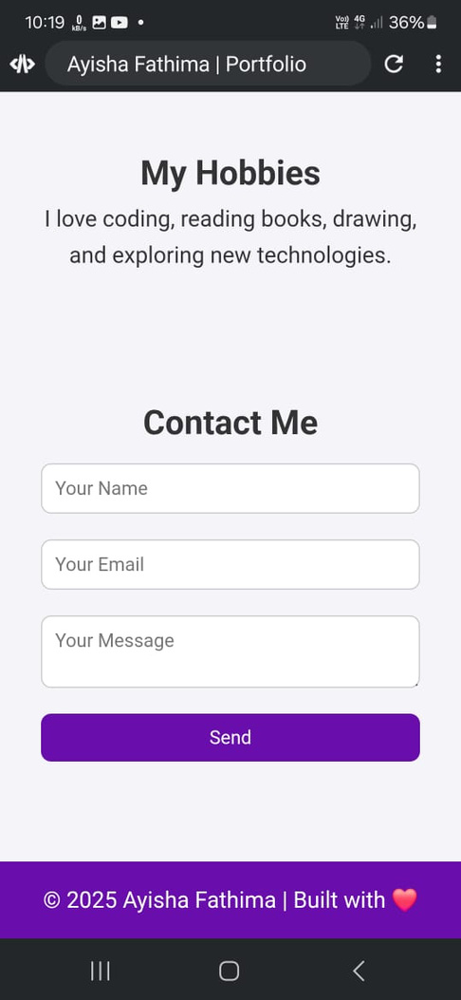 10:19 0 kB/s Vo) LTE 4G 36%
Ayisha Fathima | Portfolio
My Hobbies
I love coding, reading books, drawing,
and exploring new technologies.
Contact Me
Your Name
Your Email
Your Message
Send
© 2025 Ayisha Fathima | Built with ❤️